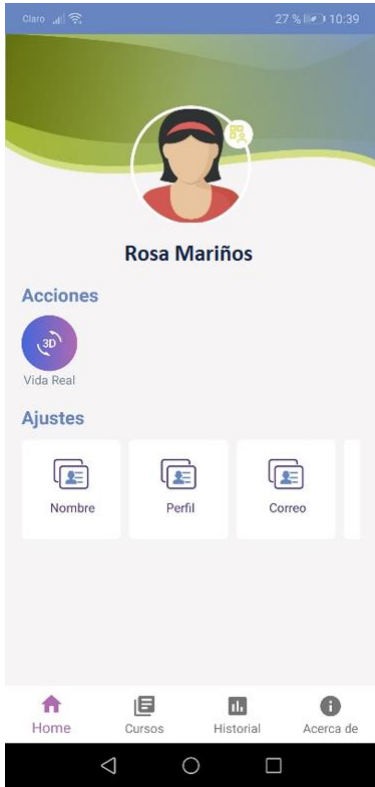 Claro 27 % 10:39
Rosa Mariños
Acciones
3D
Vida Real
Ajustes
Nombre Perfil Correo
Home Cursos Historial Acerca de